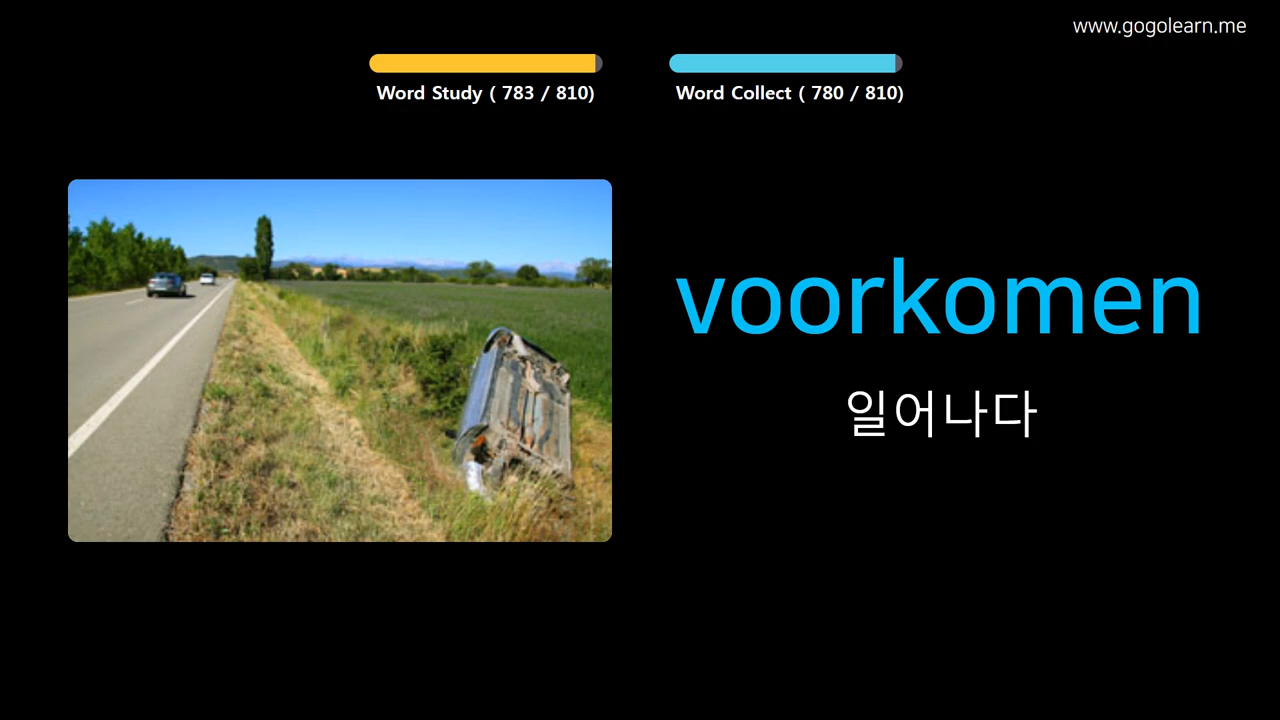 www.gogolearn.me
Word Study ( 783 / 810)
Word Collect ( 780 / 810)
voorkomen
일어나다